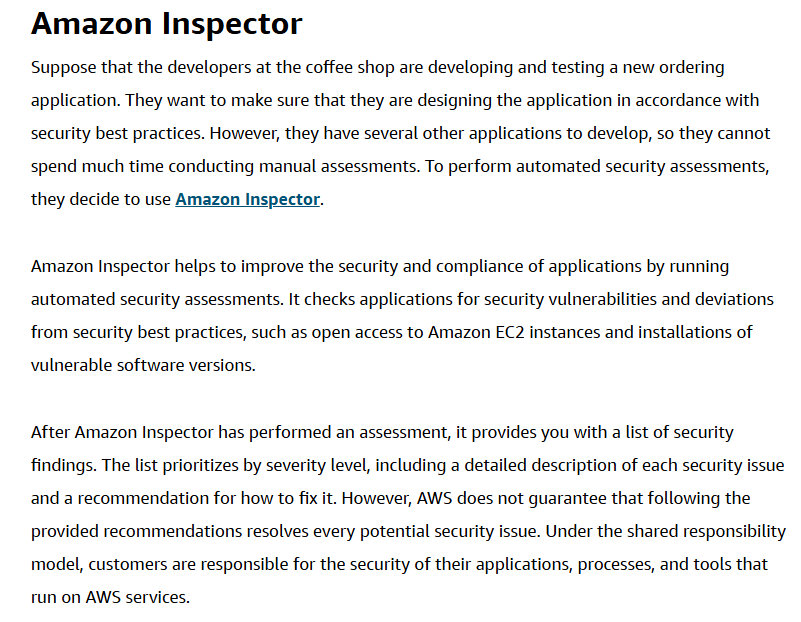 Amazon Inspector
Suppose that the developers at the coffee shop are developing and testing a new ordering
application. They want to make sure that they are designing the application in accordance with
security best practices. However, they have several other applications to develop, so they cannot
spend much time conducting manual assessments. To perform automated security assessments,
they decide to use Amazon Inspector.
Amazon Inspector helps to improve the security and compliance of applications by running
automated security assessments. It checks applications for security vulnerabilities and deviations
from security best practices, such as open access to Amazon EC2 instances and installations of
vulnerable software versions.
After Amazon Inspector has performed an assessment, it provides you with a list of security
findings. The list prioritizes by severity level, including a detailed description of each security issue
and a recommendation for how to fix it. However, AWS does not guarantee that following the
provided recommendations resolves every potential security issue. Under the shared responsibility
model, customers are responsible for the security of their applications, processes, and tools that
run on AWS services.